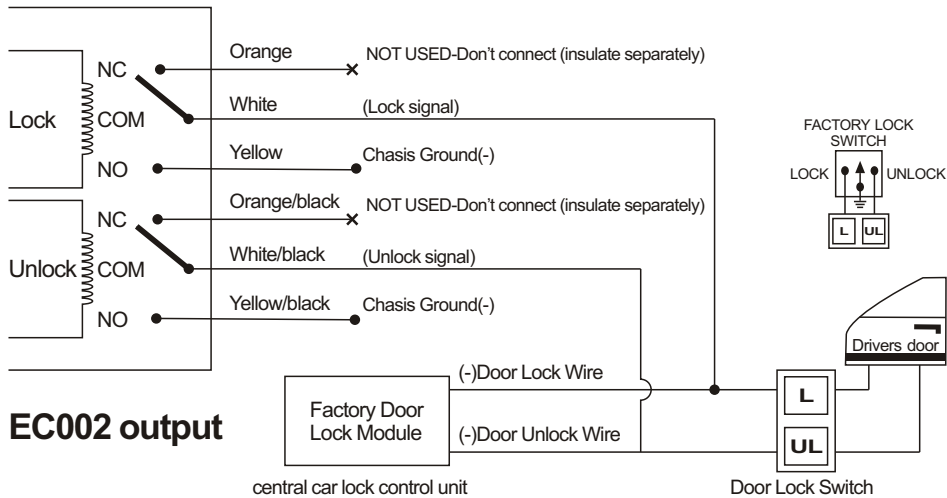 Orange
NOT USED-Don't connect (insulate separately)
NC
White
(Lock signal)
Lock
COM
Yellow
Chasis Ground(-)
NO
FACTORY LOCK
SWITCH
LOCK
UNLOCK
L
UL
Orange/black
NOT USED-Don't connect (insulate separately)
NC
White/black
(Unlock signal)
Unlock
COM
Yellow/black
Chasis Ground(-)
NO
Drivers door
(-)Door Lock Wire
L
EC002 output
Factory Door
Lock Module
(-)Door Unlock Wire
UL
central car lock control unit
Door Lock Switch